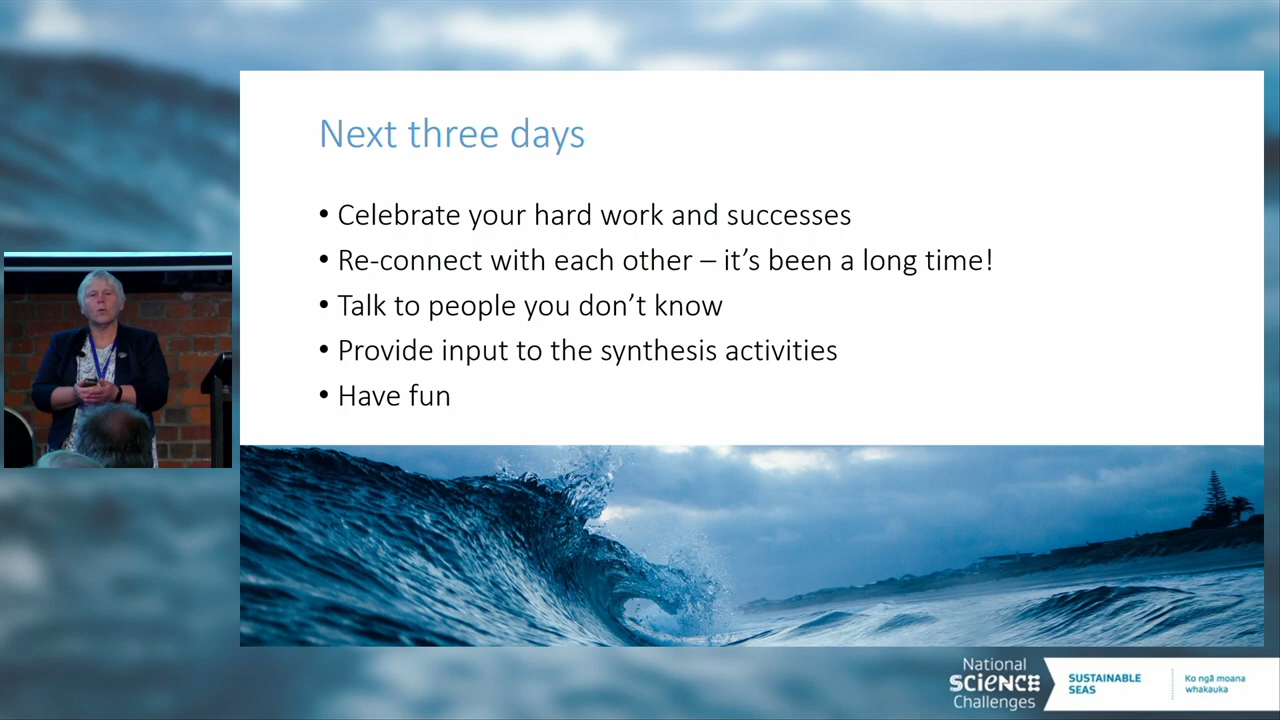 Next three days
• Celebrate your hard work and successes
• Re-connect with each other – it’s been a long time!
• Talk to people you don’t know
• Provide input to the synthesis activities
• Have fun
National
SCIENCE
Challenges
SUSTAINABLE
SEAS
Ko ngā moana
whakauka